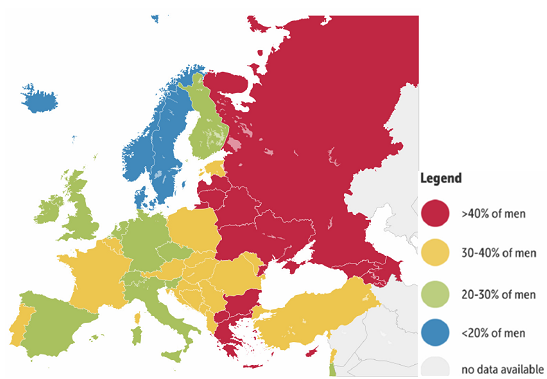 Legend
>40% of men
30-40% of men
20-30% of men
<20% of men
no data available